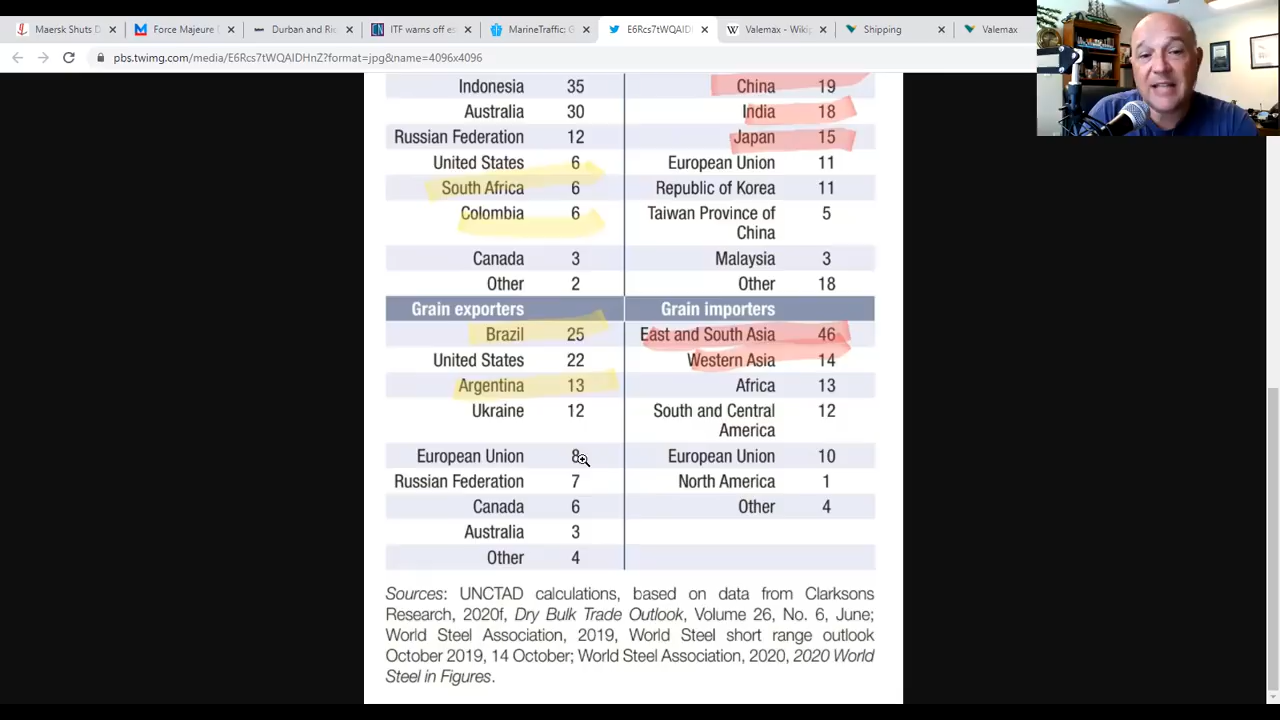 Maersk Shuts D
Force Majeure
Durban and Ric
ITF warns off es
MarineTraffic: G
E6Rcs7tWQAID
Valemax - Wiki
Shipping
Valemax
pbs.twimg.com/media/E6Rcs7tWQAIDHnZ?format=jpg&name=4096x4096
Indonesia 35 China 19
Australia 30 India 18
Russian Federation 12 Japan 15
United States 6 European Union 11
South Africa 6 Republic of Korea 11
Colombia 6 Taiwan Province of 5
China
Canada 3 Malaysia 3
Other 2 Other 18
Grain exporters Grain importers
Brazil 25 East and South Asia 46
United States 22 Western Asia 14
Argentina 13 Africa 13
Ukraine 12 South and Central 12
America
European Union 8 European Union 10
Russian Federation 7 North America 1
Canada 6 Other 4
Australia 3
Other 4
Sources: UNCTAD calculations, based on data from Clarksons
Research, 2020f, Dry Bulk Trade Outlook, Volume 26, No. 6, June;
World Steel Association, 2019, World Steel short range outlook
October 2019, 14 October; World Steel Association, 2020, 2020 World
Steel in Figures.